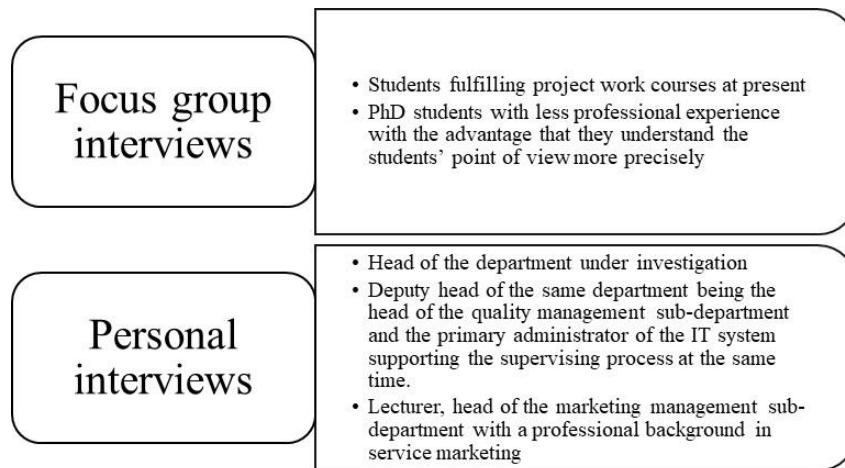 Focus group
interviews
• Students fulfilling project work courses at present
• PhD students with less professional experience
with the advantage that they understand the
students’ point of view more precisely
Personal
interviews
• Head of the department under investigation
• Deputy head of the same department being the
head of the quality management sub-department
and the primary administrator of the IT system
supporting the supervising process at the same
time.
• Lecturer, head of the marketing management sub-
department with a professional background in
service marketing